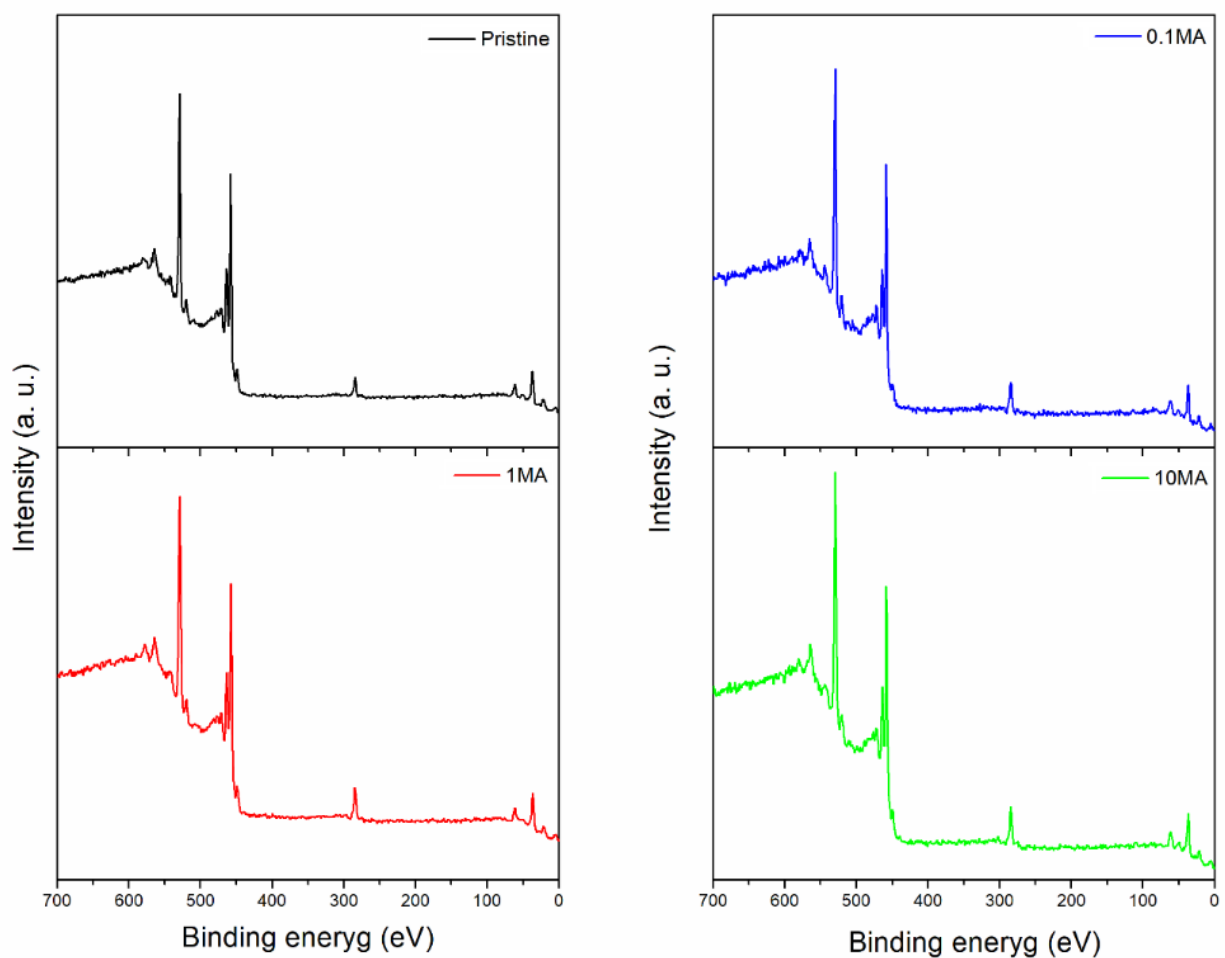 Pristine
0.1MA
Intensity (a. u.)
Intensity (a. u.)
1MA
10MA
700 600 500 400 300 200 100 0
700 600 500 400 300 200 100 0
Binding eneryg (eV)
Binding eneryg (eV)